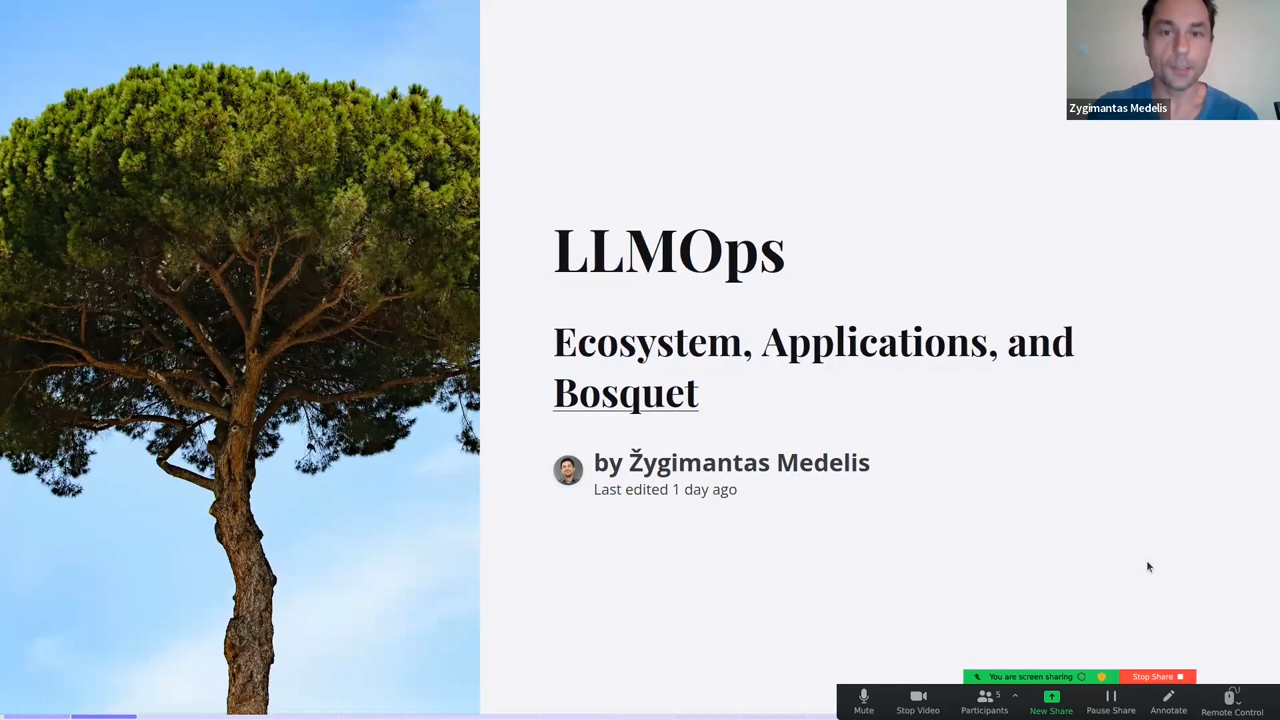 Zygimantas Medelis
LLMOps
Ecosystem, Applications, and
Bosquet
by Žygimantas Medelis
Last edited 1 day ago
You are screen sharing
Stop Share
Mute
Stop Video
Participants
5
New Share
Pause Share
Annotate
Remote Control